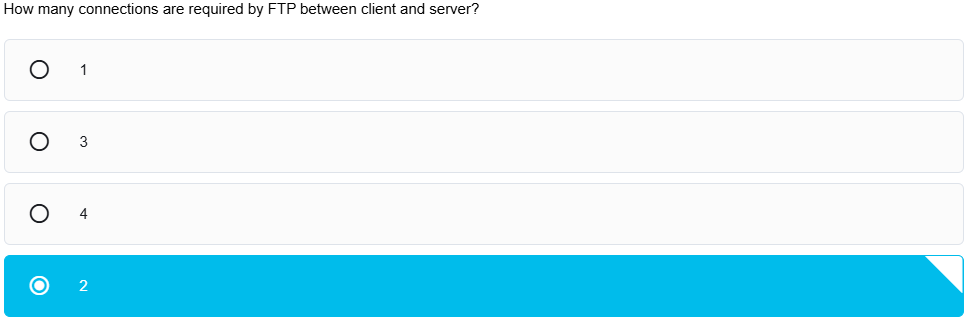 How many connections are required by FTP between client and server?
1
3
4
2